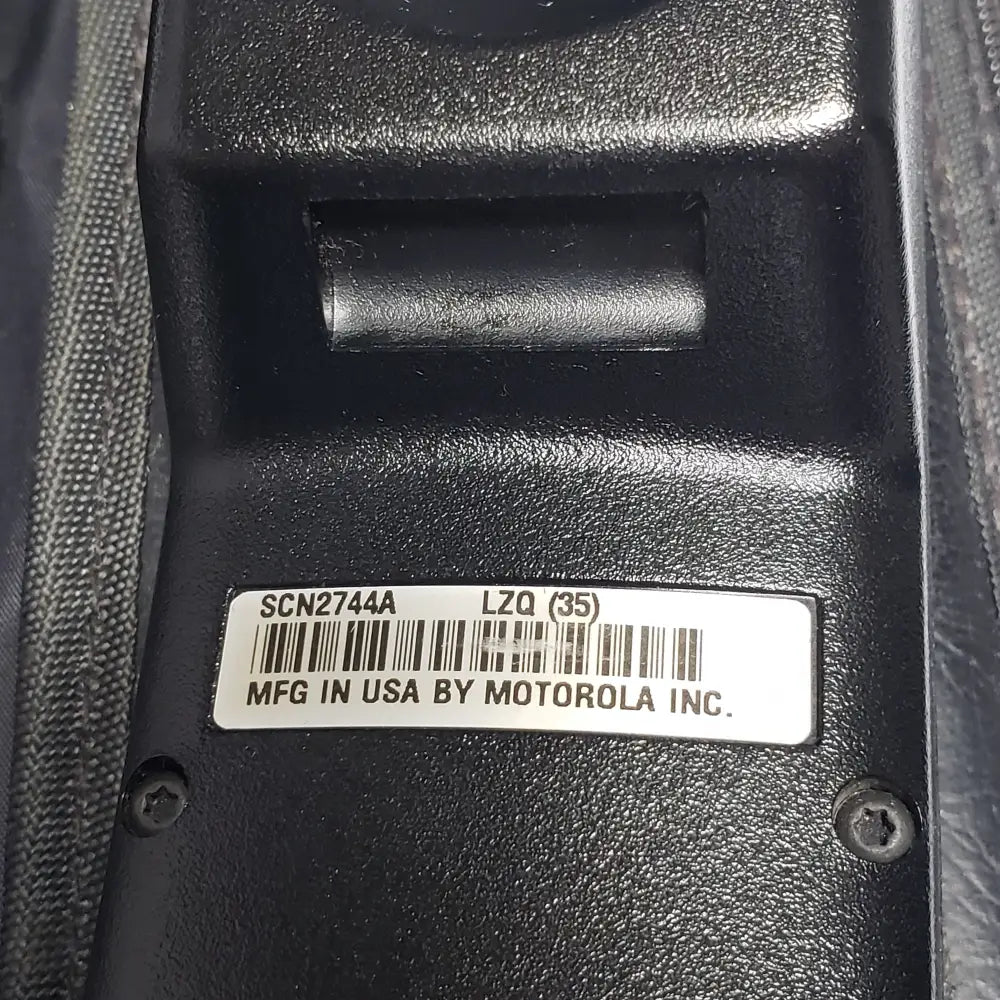 SCN2744A LZQ (35)
MFG IN USA BY MOTOROLA INC.